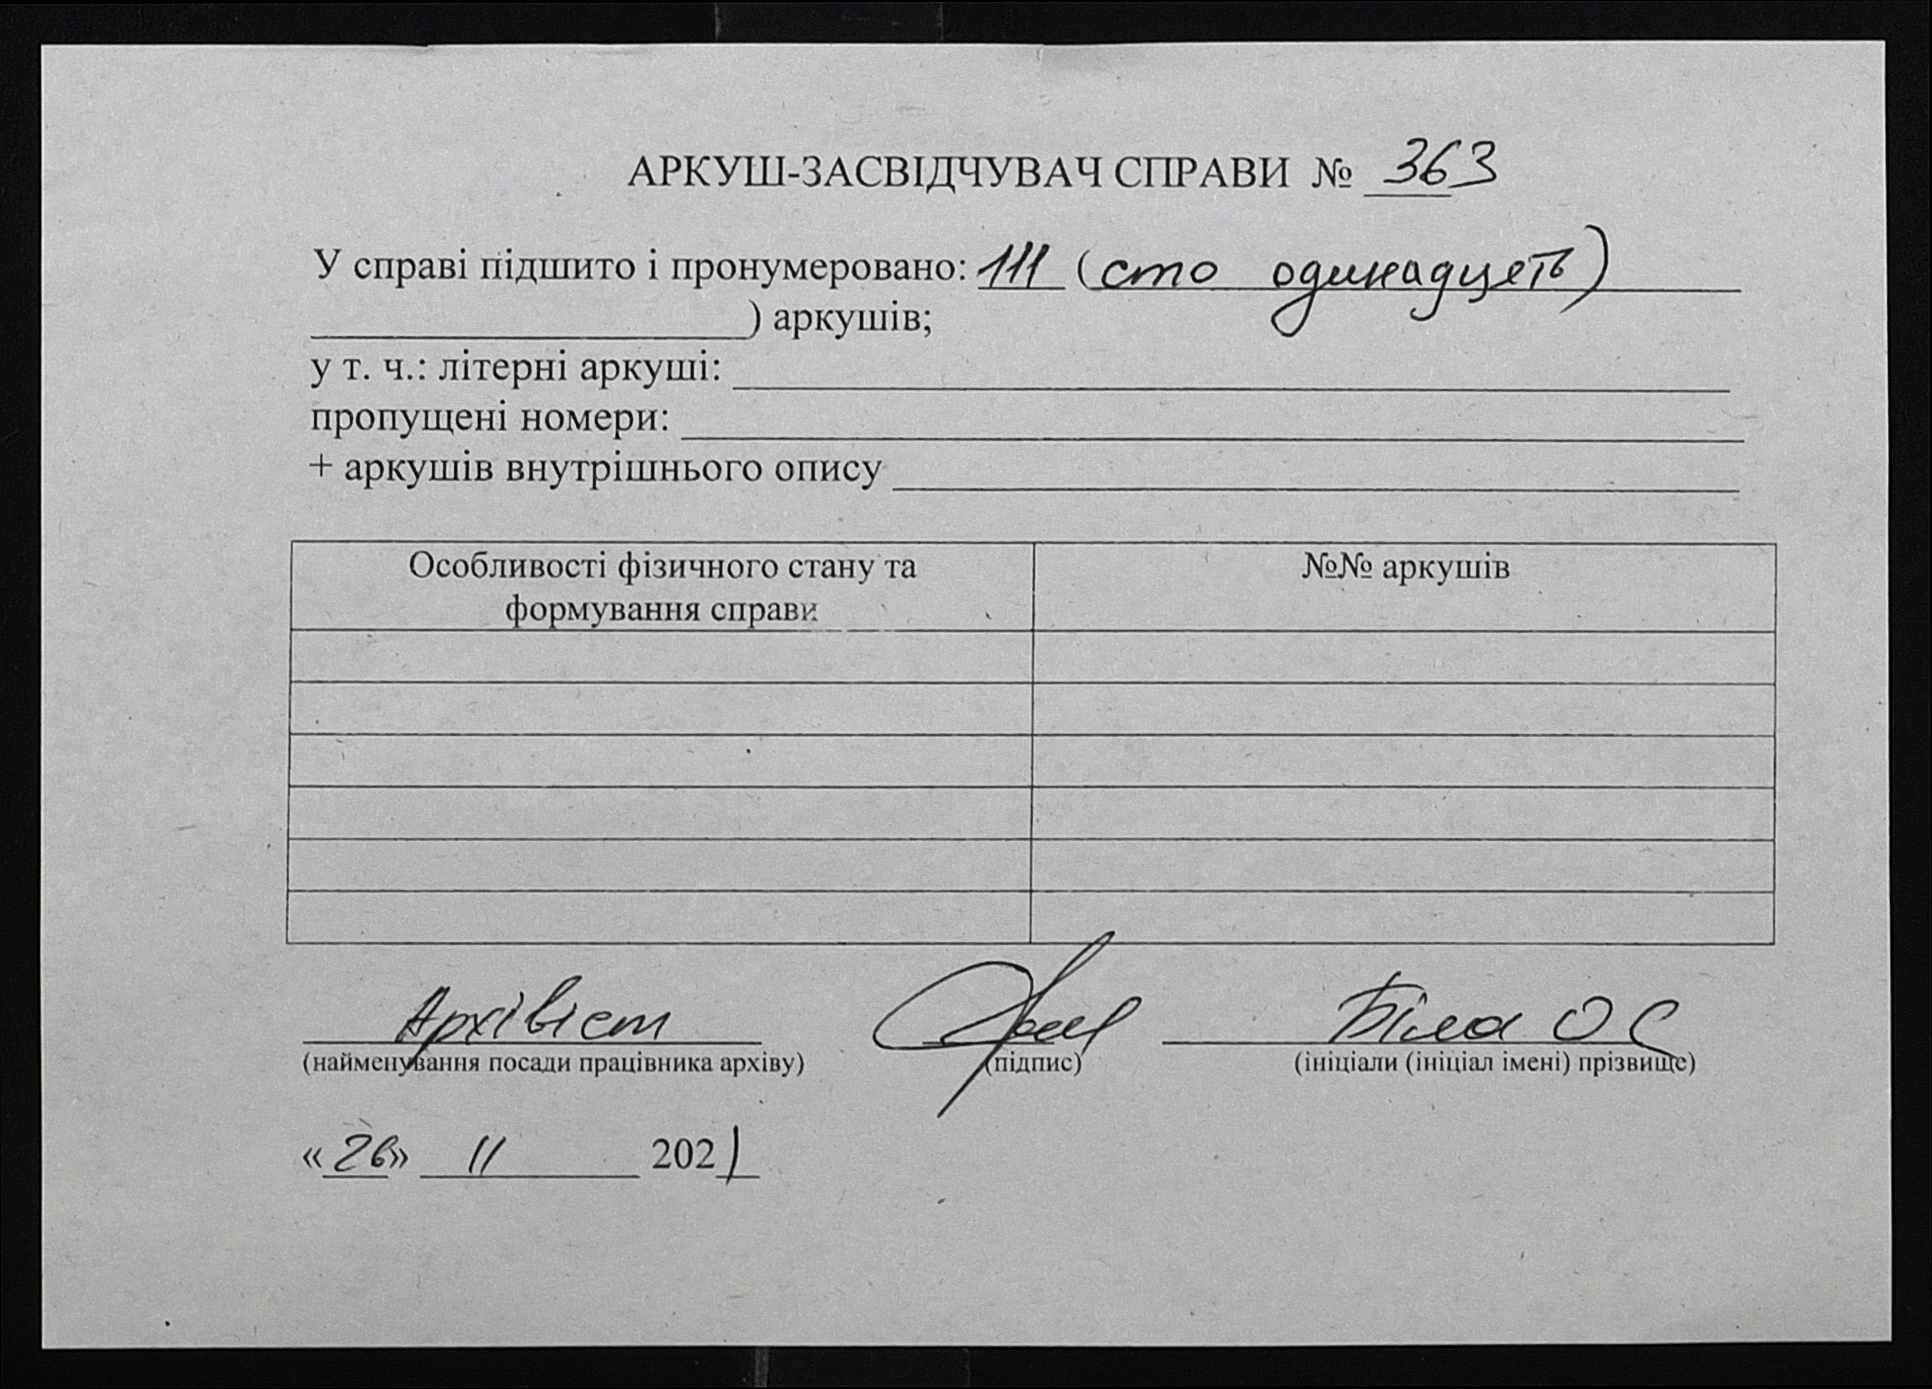 АРКУШ-ЗАСВІДЧУВАЧ СПРАВИ № 363
У справі підшито і пронумеровано: 111 (сто одинадцять)
) аркушів;
у т. ч.: літерні аркуші:
пропущені номери:
+ аркушів внутрішнього опису
Особливості фізичного стану та
формування справи
№№ аркушів
Архівіст Біла О С
(найменування посади працівника архіву) (підпис) (ініціали (ініціал імені) прізвище)
«26» 11 2021